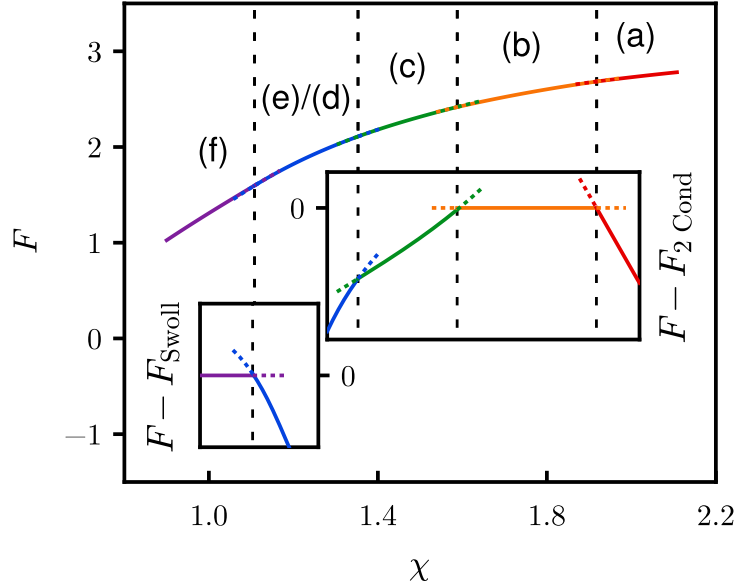 3
2
1
0
−1
F
(a)
(b)
(c)
(e)/(d)
(f)
0
F − F2 Cond
F − FSwoll
0
1.0
1.4
1.8
2.2
χ